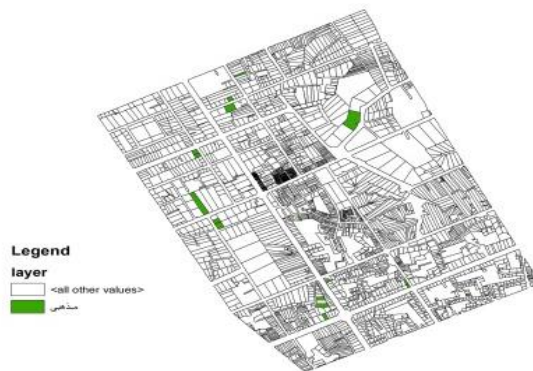 Legend
layer
<all other values>
مذهبی